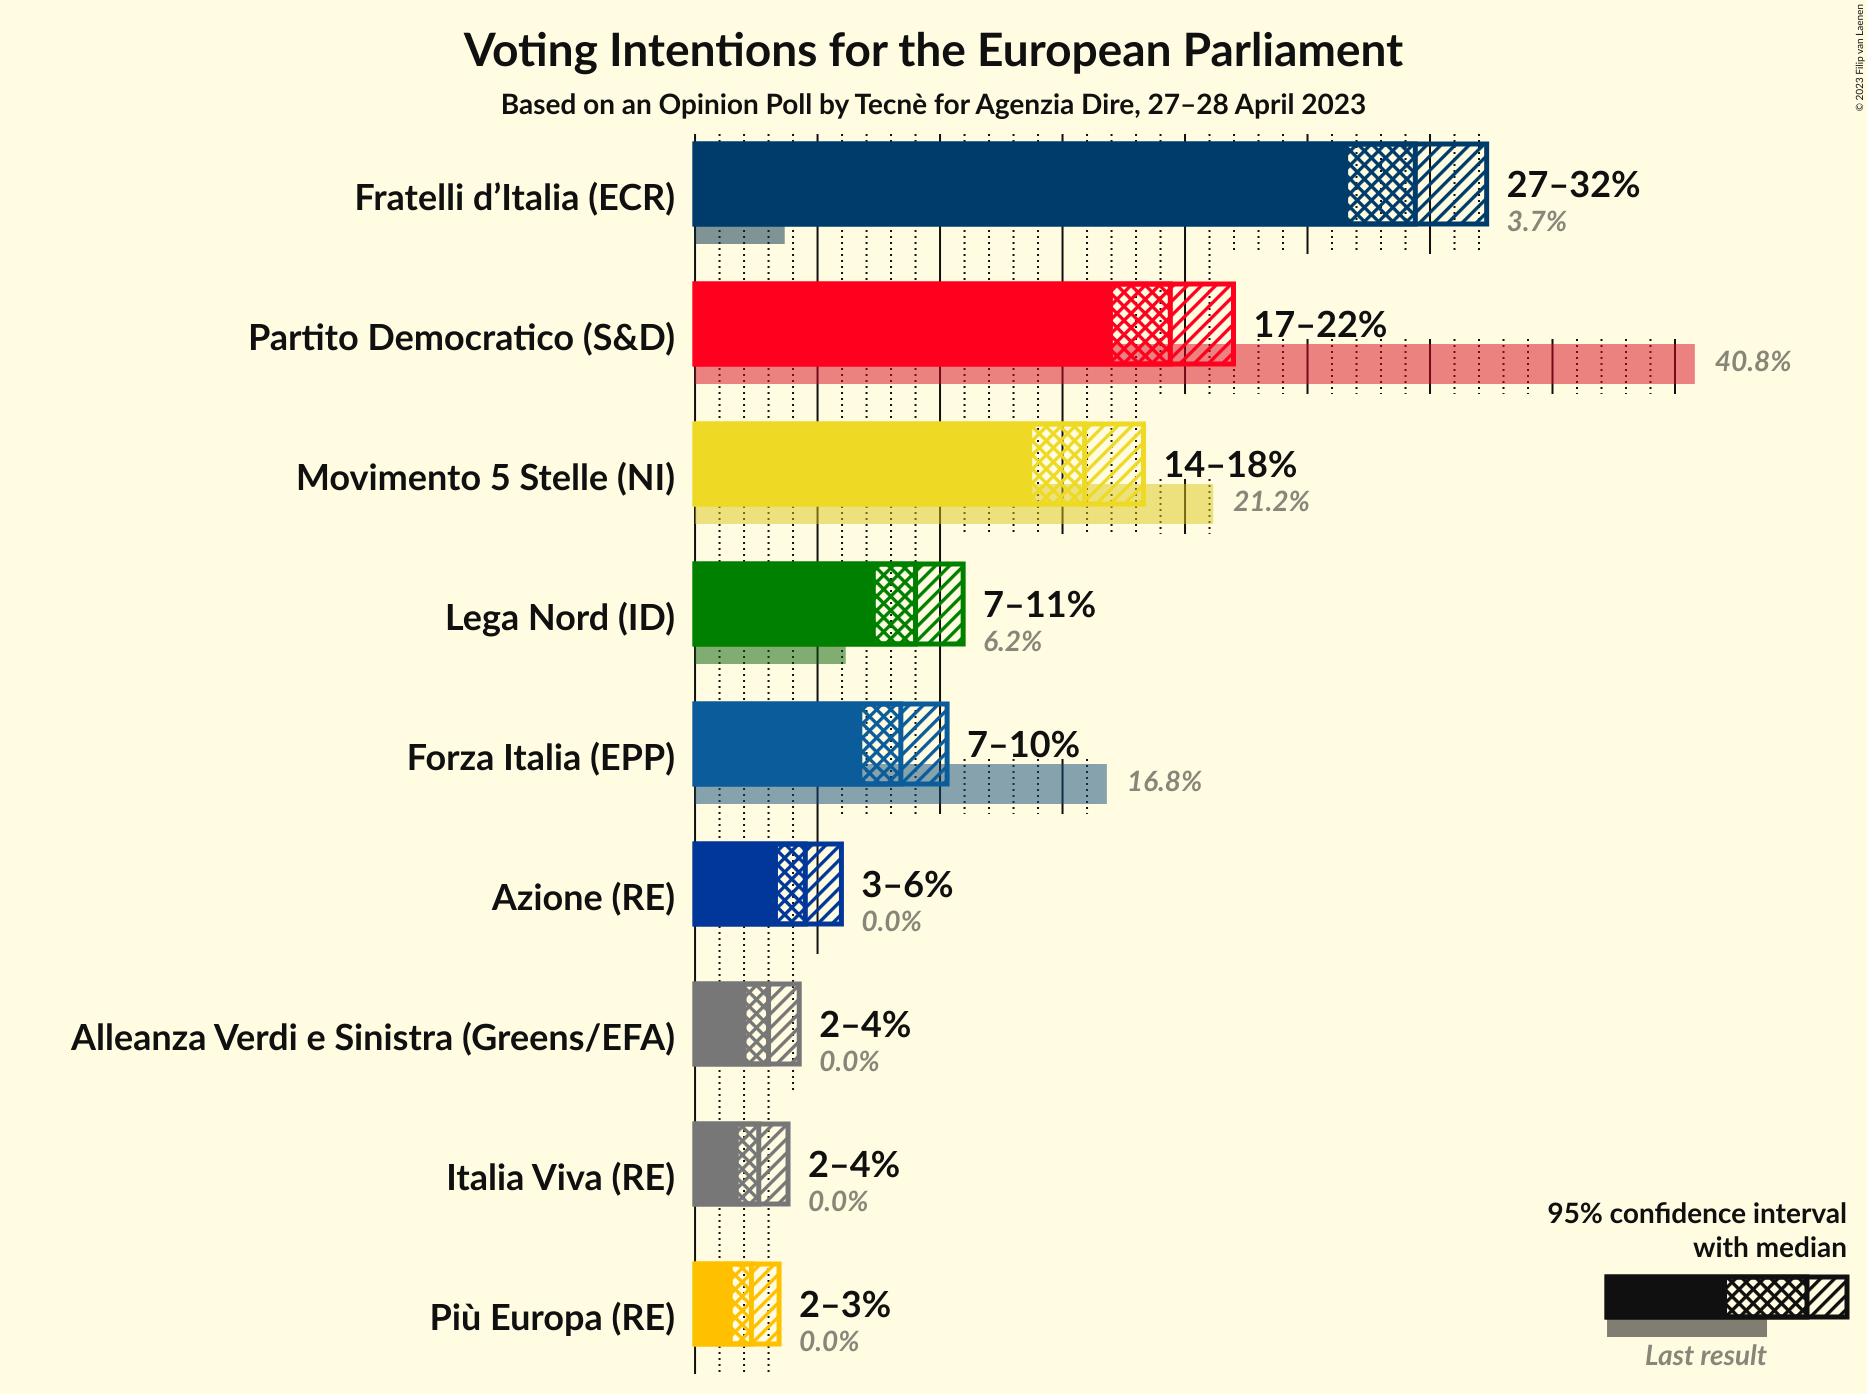 Voting Intentions for the European Parliament
Based on an Opinion Poll by Tecnè for Agenzia Dire, 27–28 April 2023
© 2023 Filip van Laenen
Fratelli d’Italia (ECR)
27–32%
3.7%
Partito Democratico (S&D)
17–22%
40.8%
Movimento 5 Stelle (NI)
14–18%
21.2%
Lega Nord (ID)
7–11%
6.2%
Forza Italia (EPP)
7–10%
16.8%
Azione (RE)
3–6%
0.0%
Alleanza Verdi e Sinistra (Greens/EFA)
2–4%
0.0%
Italia Viva (RE)
2–4%
0.0%
Più Europa (RE)
2–3%
0.0%
95% confidence interval
with median
Last result